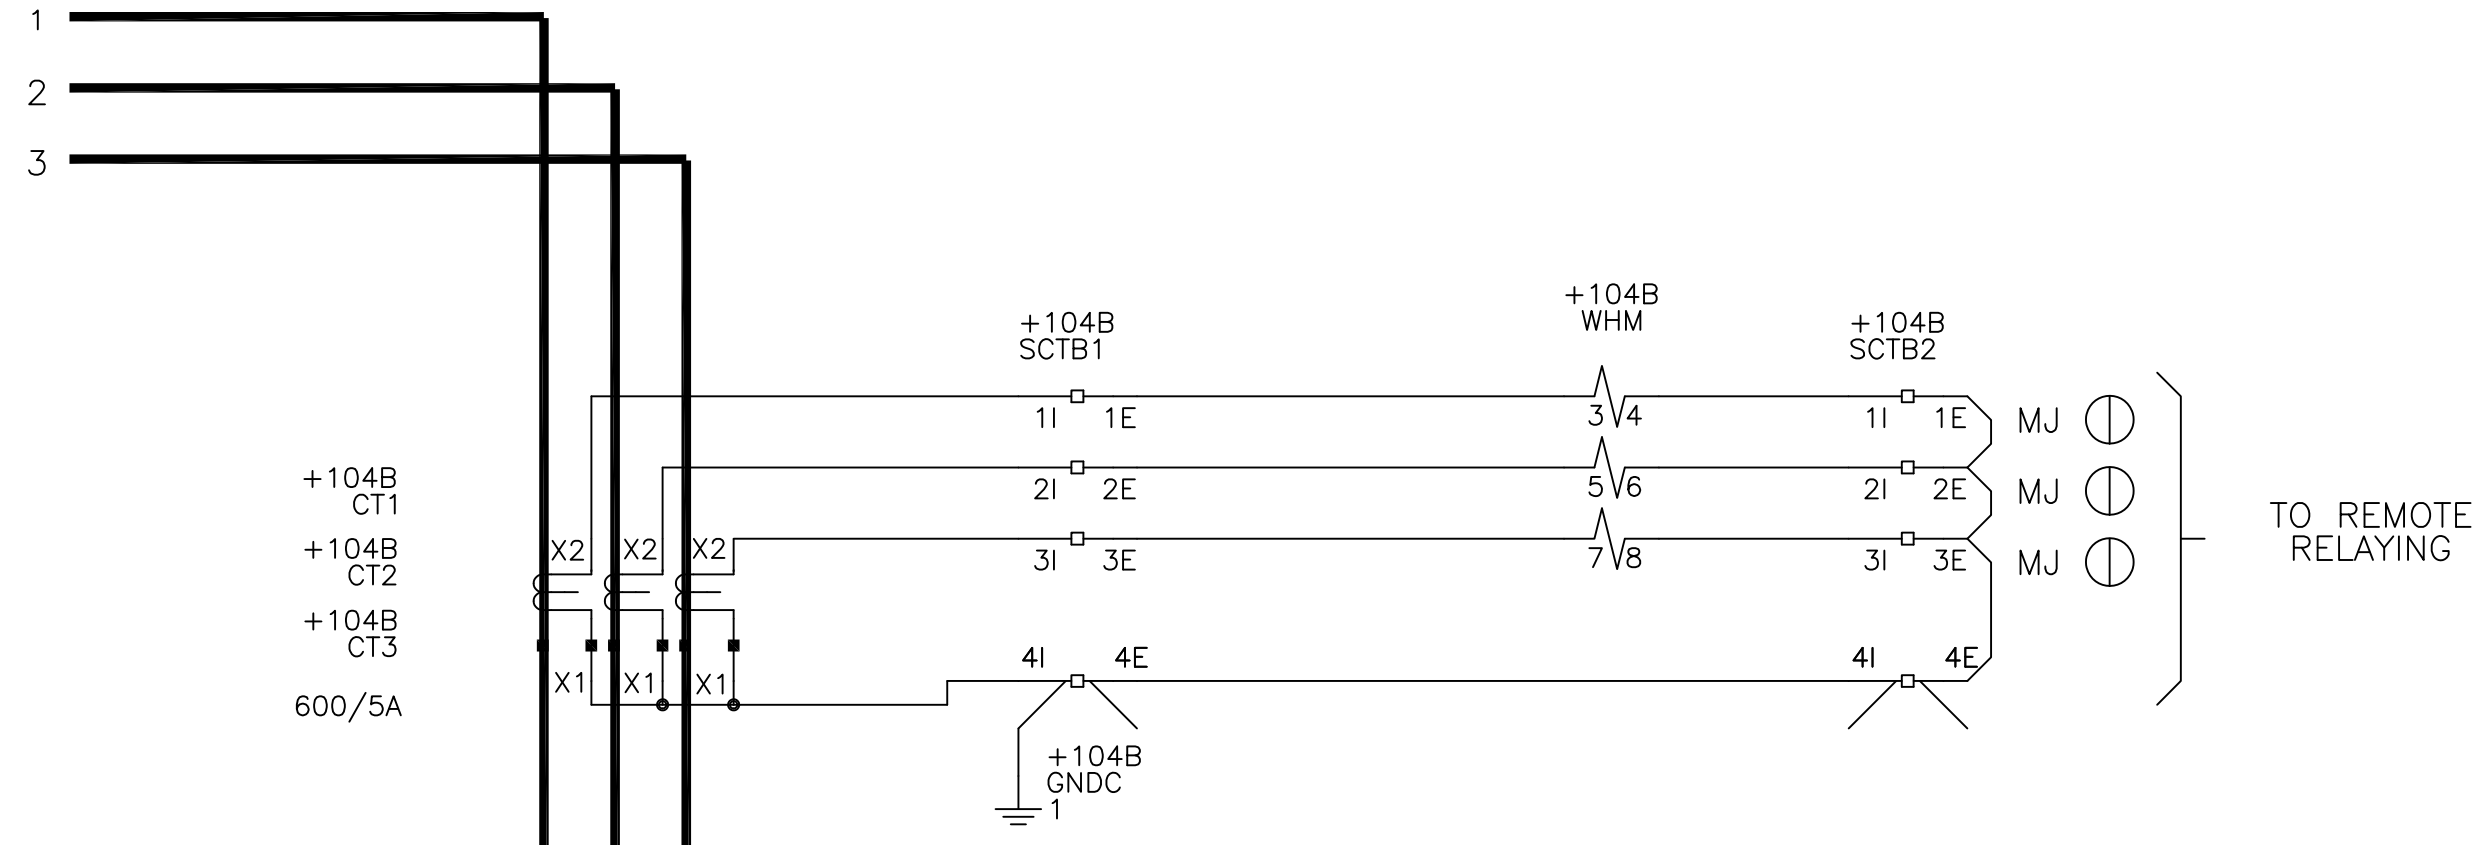 1
2
3
+104B
WHM
+104B
SCTB1
+104B
SCTB2
1I 1E 3 4 1I 1E MJ
+104B
CT1
2I 2E 5 6 2I 2E MJ
TO REMOTE
RELAYING
+104B
CT2
X2 X2 X2
3I 3E 7 8 3I 3E MJ
+104B
CT3
4I 4E 4I 4E
X1 X1 X1
600/5A
+104B
GNDC
1